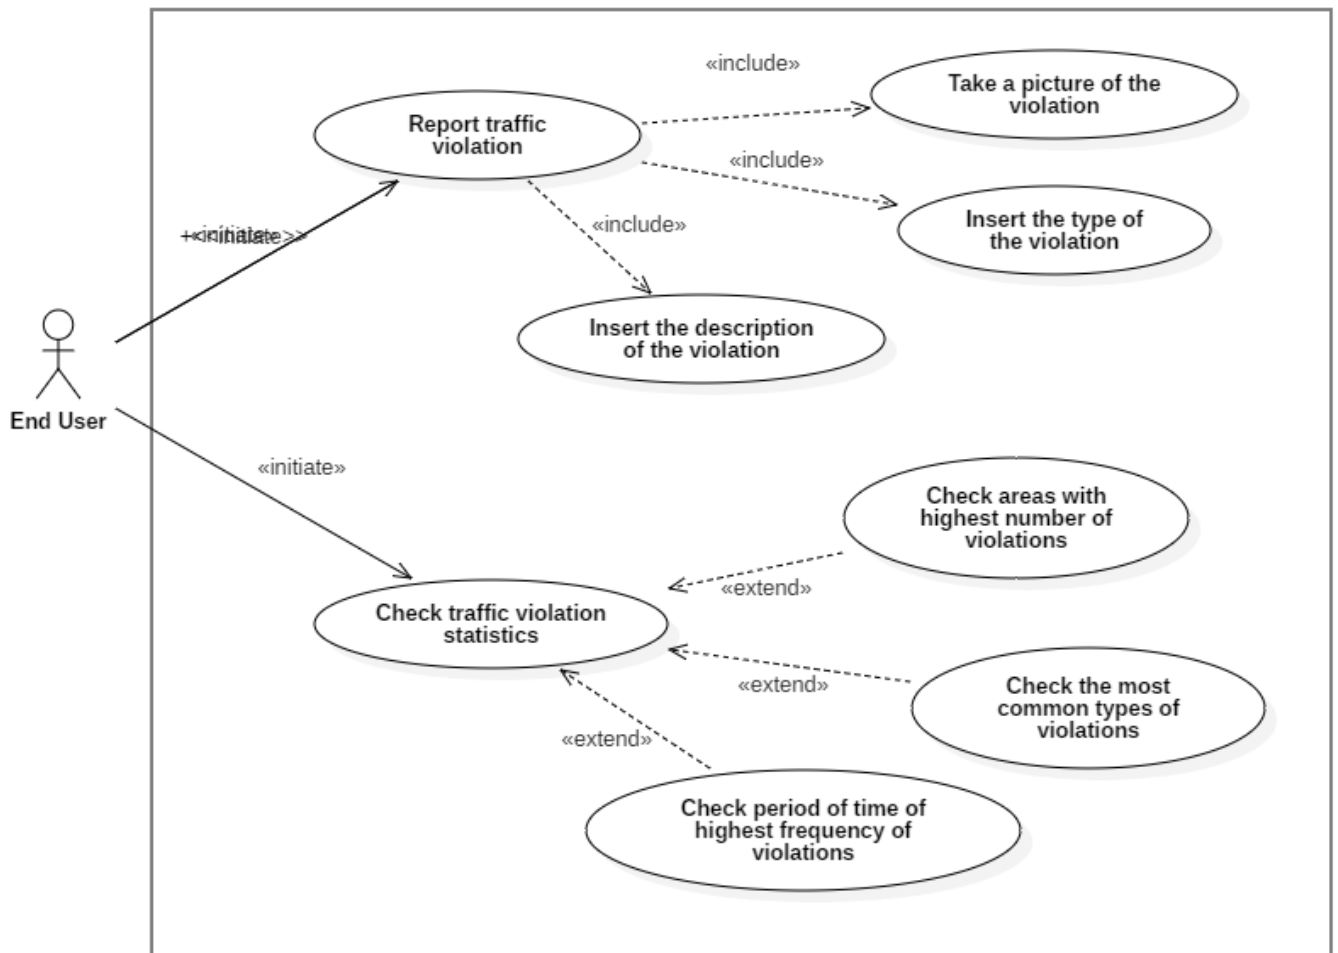 «include»
Take a picture of the
violation
Report traffic
violation
«include»
Insert the type of
the violation
«include»
Insert the description
of the violation
End User
«initiate»
Check areas with
highest number of
violations
«extend»
Check traffic violation
statistics
«extend»
Check the most
common types of
violations
«extend»
Check period of time of
highest frequency of
violations